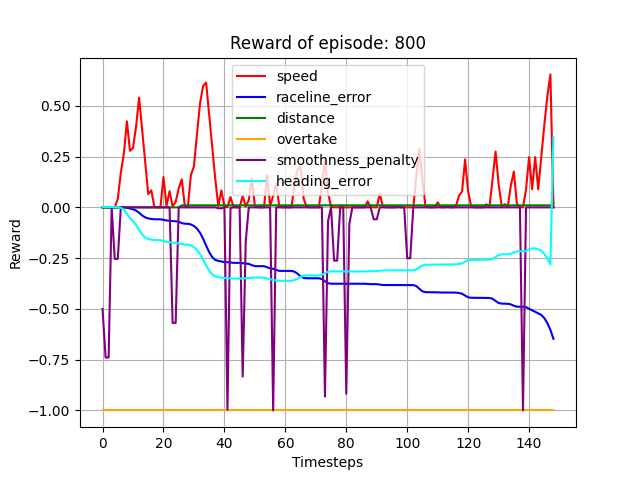 Reward of episode: 800
speed
raceline_error
distance
overtake
smoothness_penalty
heading_error
Reward
0.50
0.25
0.00
−0.25
−0.50
−0.75
−1.00
0 20 40 60 80 100 120 140
Timesteps